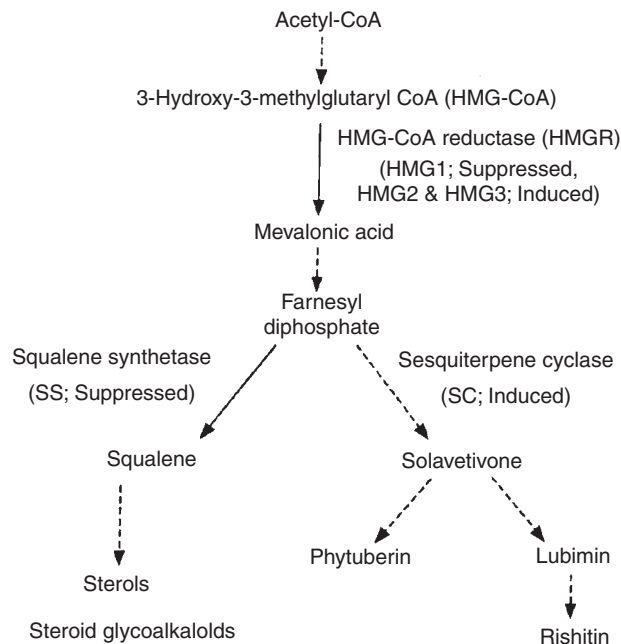 Acetyl-CoA
3-Hydroxy-3-methylglutaryl CoA (HMG-CoA)
HMG-CoA reductase (HMGR)
(HMG1; Suppressed,
HMG2 & HMG3; Induced)
Mevalonic acid
Farnesyl
diphosphate
Squalene synthetase
(SS; Suppressed)
Sesquiterpene cyclase
(SC; Induced)
Squalene
Solavetivone
Phytuberin
Lubimin
Sterols
Steroid glycoalkalolds
Rishitin